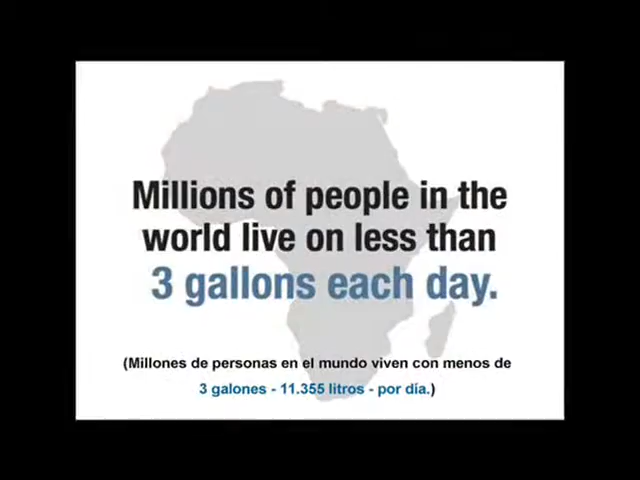 Millions of people in the
world live on less than
3 gallons each day.
(Millones de personas en el mundo viven con menos de
3 galones - 11.355 litros - por día.)